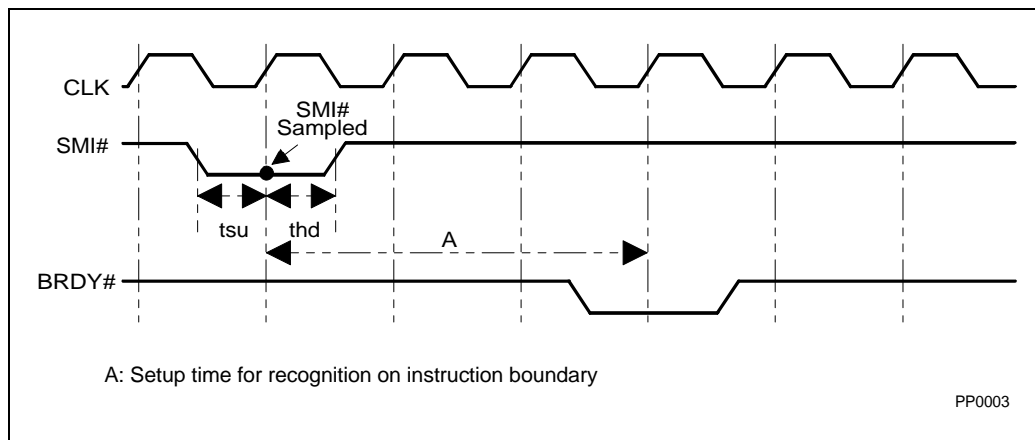 CLK
SMI#
Sampled
SMI#
tsu
thd
A
BRDY#
A: Setup time for recognition on instruction boundary
PP0003